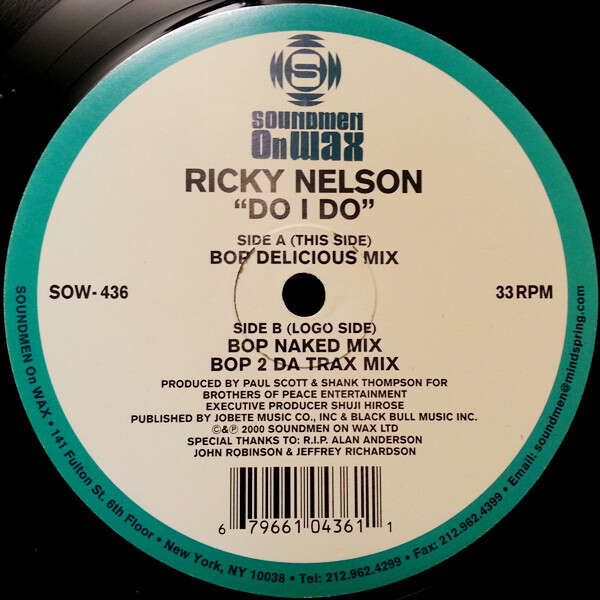 S
SOUNDMEN
On WAX
RICKY NELSON
“DO I DO”
SIDE A (THIS SIDE)
BOP DELICIOUS MIX
SOW-436
33 RPM
SIDE B (LOGO SIDE)
BOP NAKED MIX
BOP 2 DA TRAX MIX
PRODUCED BY PAUL SCOTT & SHANK THOMPSON FOR
BROTHERS OF PEACE ENTERTAINMENT
EXECUTIVE PRODUCER SHUJI HIROSE
PUBLISHED BY JOBETE MUSIC CO., INC & BLACK BULL MUSIC INC.
©&℗ 2000 SOUNDMEN ON WAX LTD
SPECIAL THANKS TO: R.I.P. ALAN ANDERSON
JOHN ROBINSON & JEFFREY RICHARDSON
6 79661 04361 1
SOUNDMEN On WAX • 141 Fulton St. 6th Floor • New York, NY 10038 • Tel: 212.962.4299 • Fax: 212.962.4399 • Email: soundmen@mindspring.com